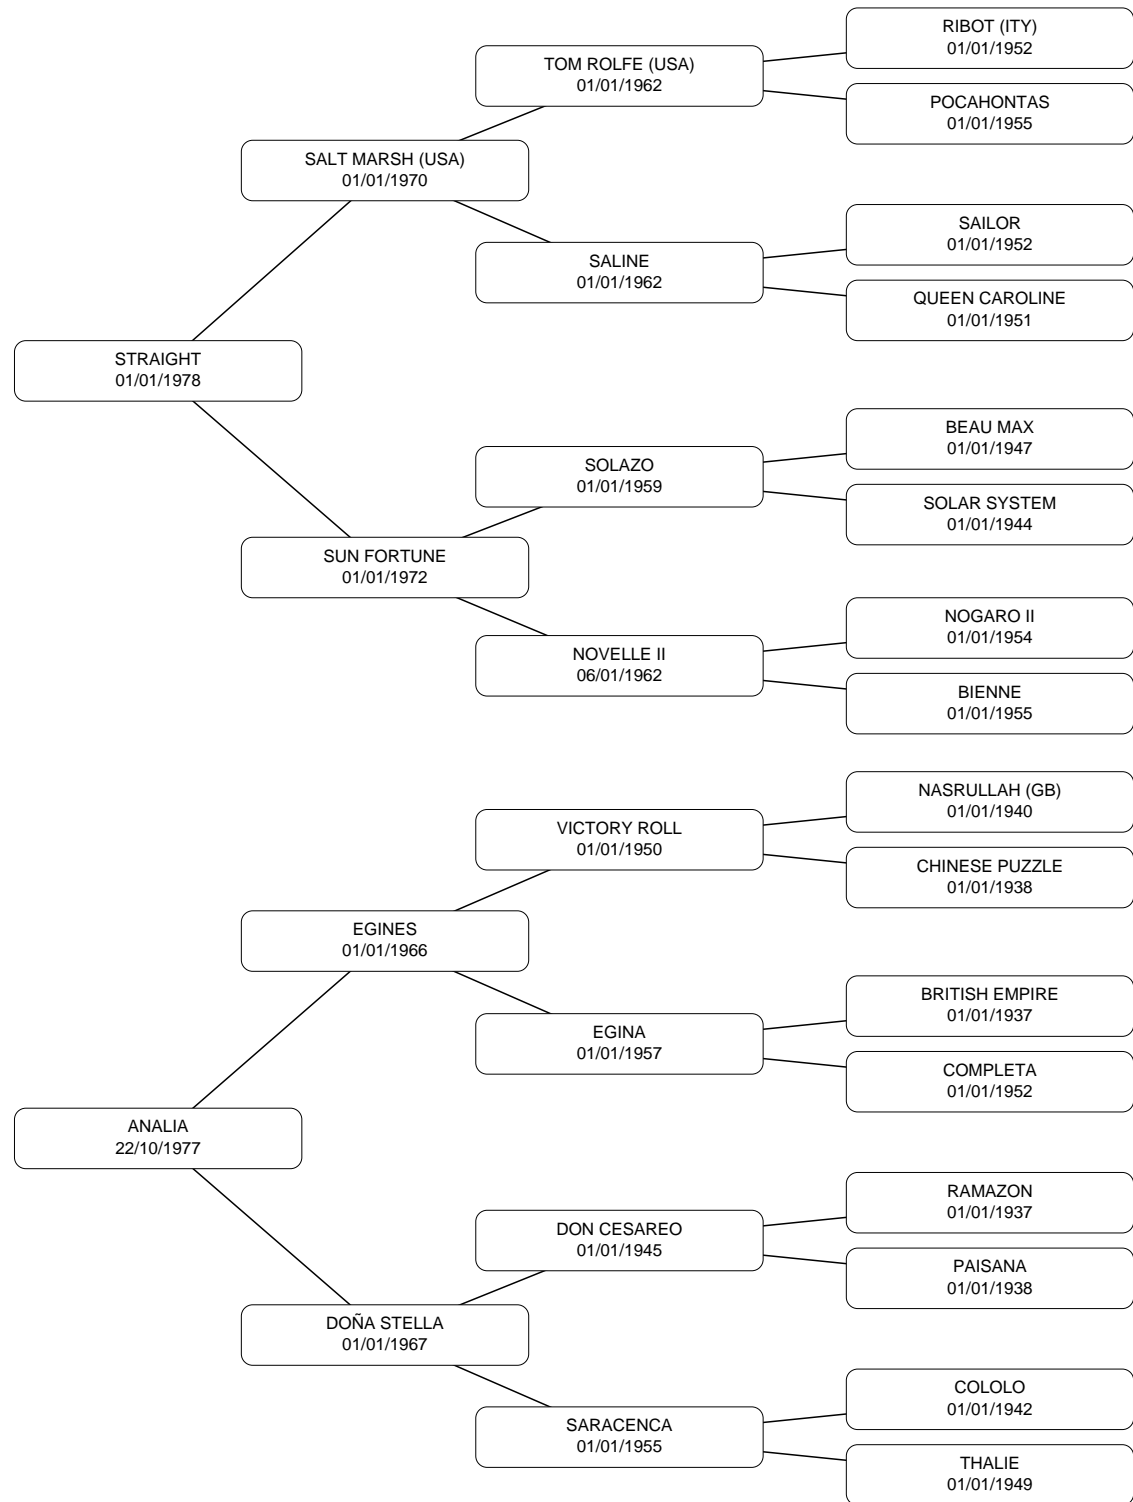 RIBOT (ITY)
01/01/1952
TOM ROLFE (USA)
01/01/1962
POCAHONTAS
01/01/1955
SALT MARSH (USA)
01/01/1970
SAILOR
01/01/1952
SALINE
01/01/1962
QUEEN CAROLINE
01/01/1951
STRAIGHT
01/01/1978
BEAU MAX
01/01/1947
SOLAZO
01/01/1959
SOLAR SYSTEM
01/01/1944
SUN FORTUNE
01/01/1972
NOGARO II
01/01/1954
NOVELLE II
06/01/1962
BIENNE
01/01/1955
NASRULLAH (GB)
01/01/1940
VICTORY ROLL
01/01/1950
CHINESE PUZZLE
01/01/1938
EGINES
01/01/1966
BRITISH EMPIRE
01/01/1937
EGINA
01/01/1957
COMPLETA
01/01/1952
ANALIA
22/10/1977
RAMAZON
01/01/1937
DON CESAREO
01/01/1945
PAISANA
01/01/1938
DOÑA STELLA
01/01/1967
COLOLO
01/01/1942
SARACENCA
01/01/1955
THALIE
01/01/1949